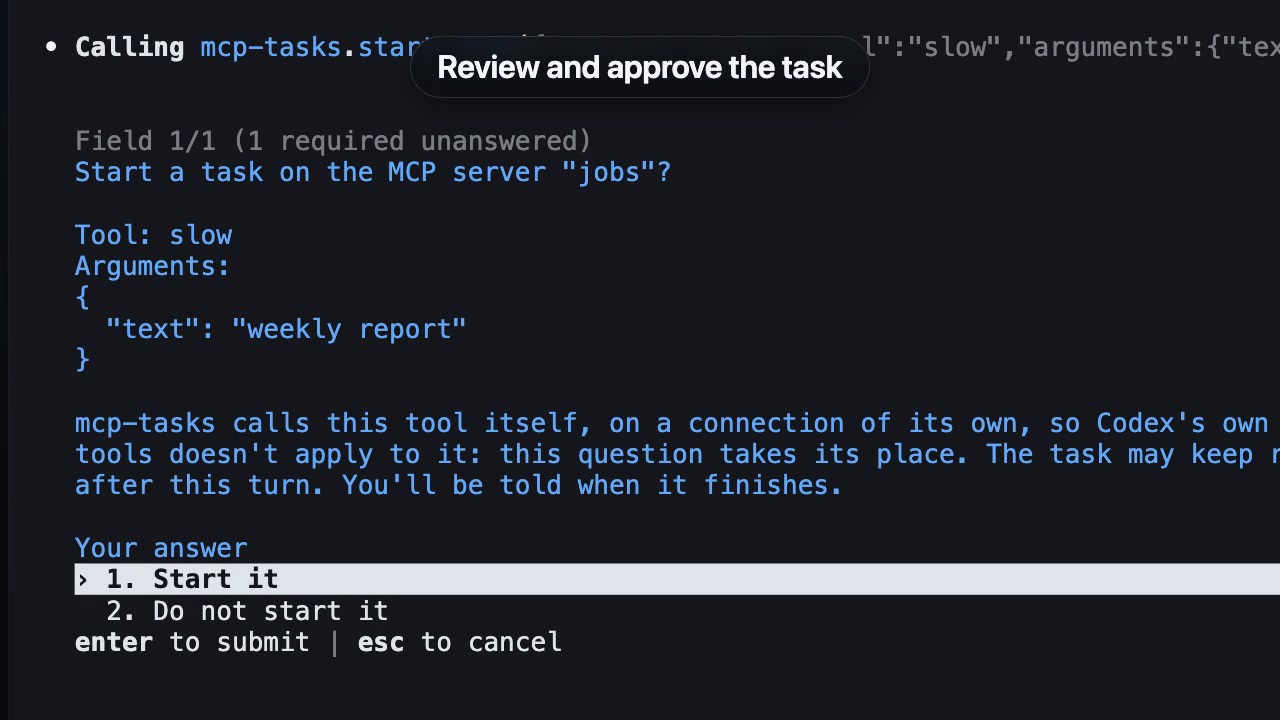 • Calling mcp-tasks.star l":"slow","arguments":{"tex
Review and approve the task
Field 1/1 (1 required unanswered)
Start a task on the MCP server "jobs"?
Tool: slow
Arguments:
{
"text": "weekly report"
}
mcp-tasks calls this tool itself, on a connection of its own, so Codex's own
tools doesn't apply to it: this question takes its place. The task may keep
after this turn. You'll be told when it finishes.
Your answer
› 1. Start it
2. Do not start it
enter to submit | esc to cancel